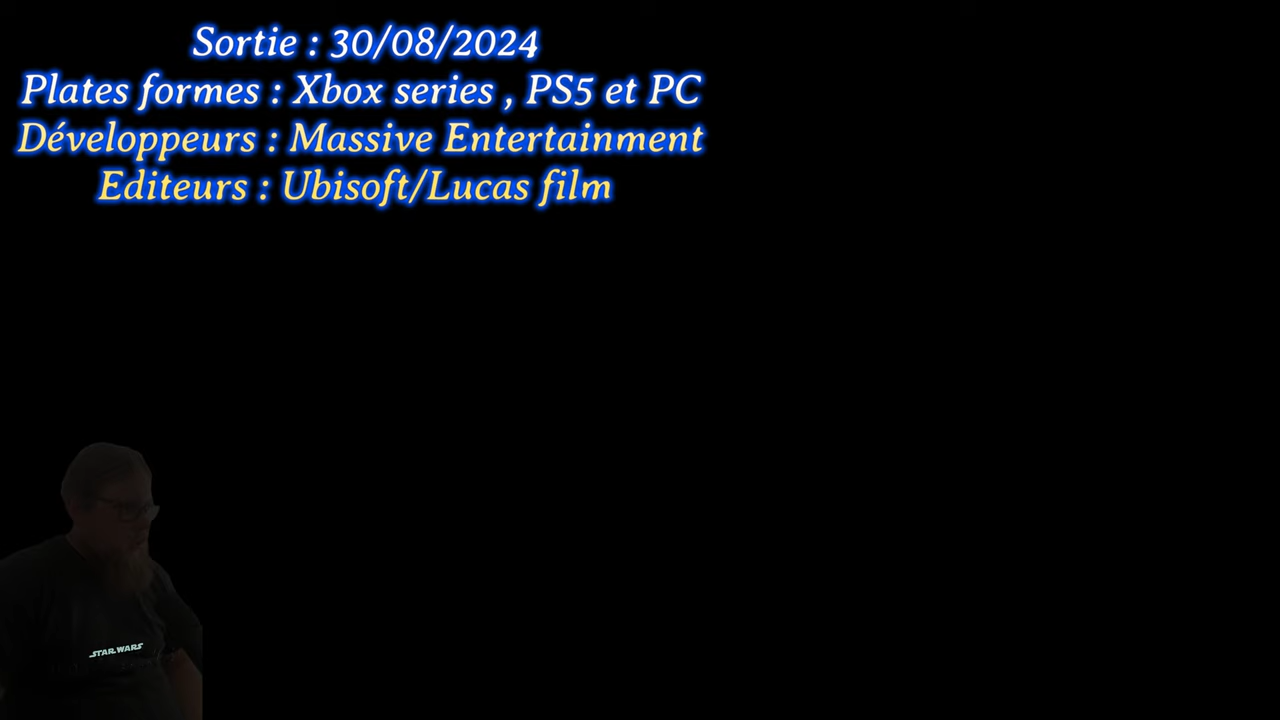 Sortie : 30/08/2024
Plates formes : Xbox series , PS5 et PC
Développeurs : Massive Entertainment
Editeurs : Ubisoft/Lucas film
STAR WARS